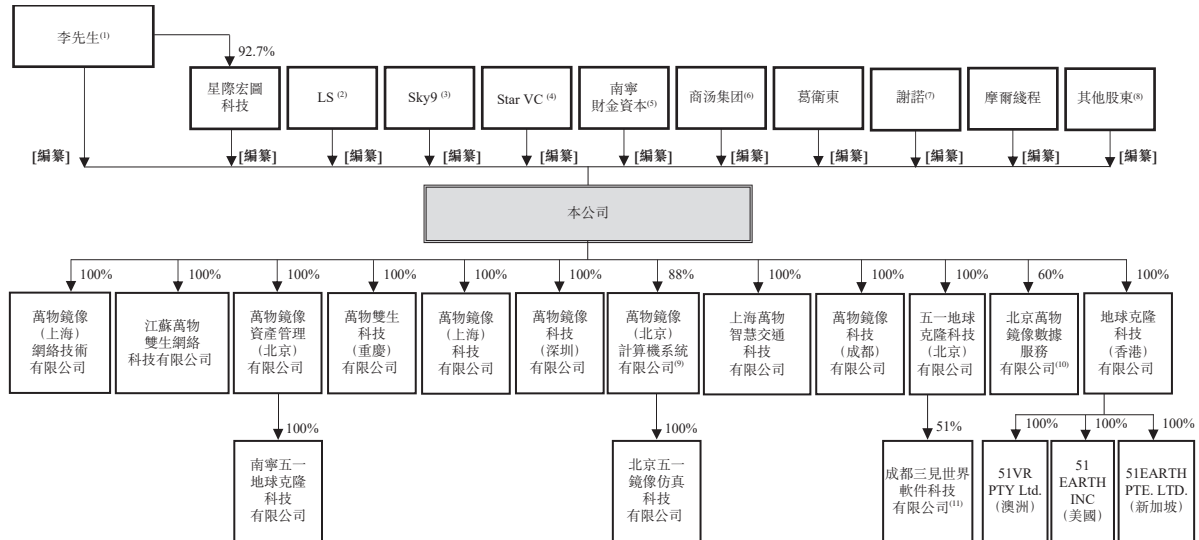 李先生(1)
92.7%
星際宏圖
科技
LS (2)
Sky9 (3)
Star VC (4)
南寧
財金資本(5)
商汤集团(6)
葛衛東
謝諾(7)
摩爾綫程
其他股東(8)
[編纂]
[編纂]
[編纂]
[編纂]
[編纂]
[編纂]
[編纂]
[編纂]
[編纂]
[編纂]
[編纂]
本公司
100%
100%
100%
100%
100%
100%
88%
100%
100%
100%
60%
100%
萬物鏡像
(上海)
網絡技術
有限公司
江蘇萬物
雙生網絡
科技有限公司
萬物鏡像
資產管理
(北京)
有限公司
萬物雙生
科技
(重慶)
有限公司
萬物鏡像
(上海)
科技
有限公司
萬物鏡像
科技
(深圳)
有限公司
萬物鏡像
(北京)
計算機系統
有限公司(9)
上海萬物
智慧交通
科技
有限公司
萬物鏡像
科技
(成都)
有限公司
五一地球
克隆科技
(北京)
有限公司
北京萬物
鏡像數據
服務
有限公司(10)
地球克隆
科技
(香港)
有限公司
100%
100%
51%
100%
100%
100%
南寧五一
地球克隆
科技
有限公司
北京五一
鏡像仿真
科技
有限公司
成都三見世界
軟件科技
有限公司(11)
51VR
PTY Ltd.
(澳洲)
51
EARTH
INC
(美國)
51EARTH
PTE. LTD.
(新加坡)